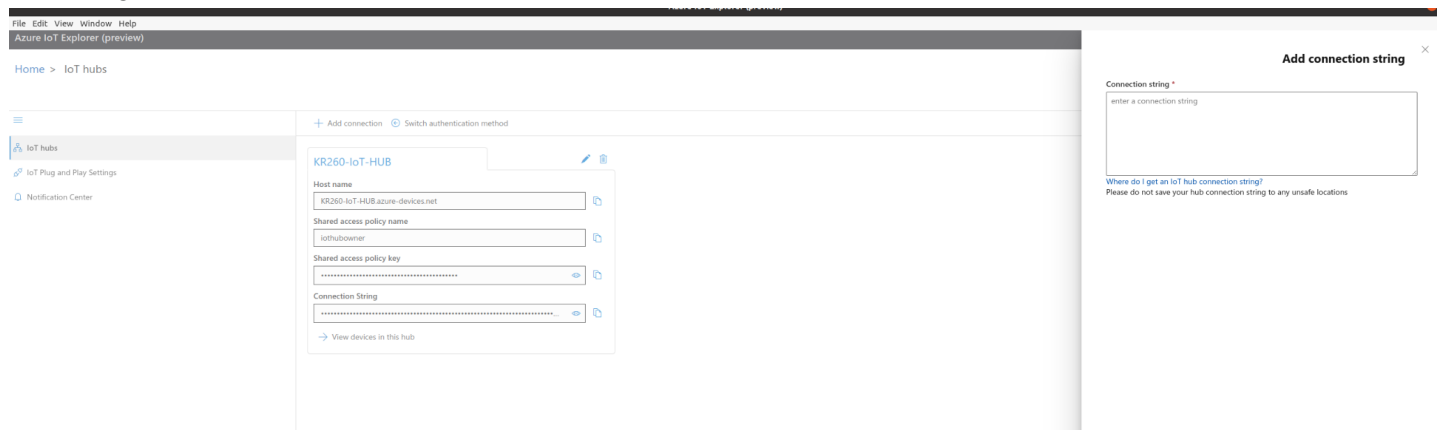 File Edit View Window Help
Azure IoT Explorer (preview)
Home > IoT hubs
+ Add connection Switch authentication method
IoT hubs
IoT Plug and Play Settings
Notification Center
KR260-IoT-HUB
Host name
KR260-IoT-HUB.azure-devices.net
Shared access policy name
iothubowner
Shared access policy key
Connection String
View devices in this hub
Add connection string
Connection string *
enter a connection string
Where do I get an IoT hub connection string?
Please do not save your hub connection string to any unsafe locations